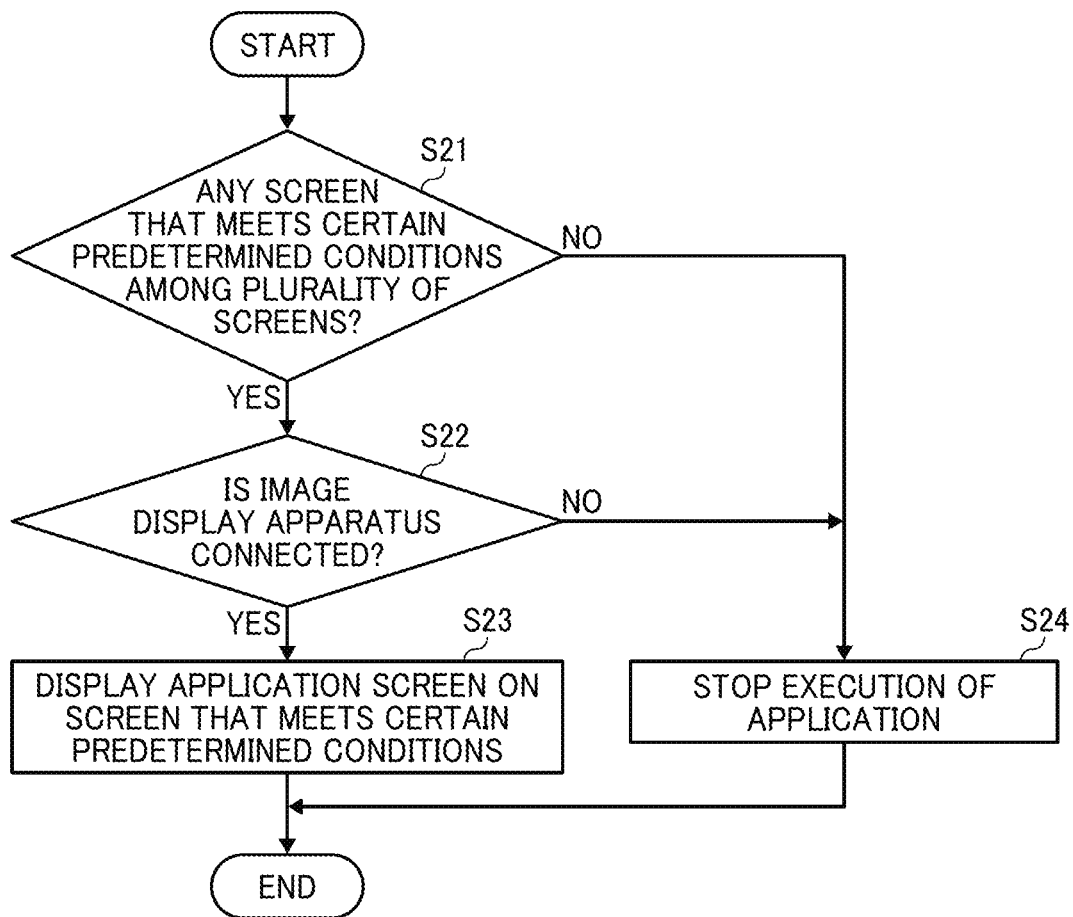 START
S21
ANY SCREEN
THAT MEETS CERTAIN
PREDETERMINED CONDITIONS
AMONG PLURALITY OF
SCREENS?
NO
YES
S22
IS IMAGE
DISPLAY APPARATUS
CONNECTED?
NO
YES
S23
DISPLAY APPLICATION SCREEN ON
SCREEN THAT MEETS CERTAIN
PREDETERMINED CONDITIONS
S24
STOP EXECUTION OF
APPLICATION
END